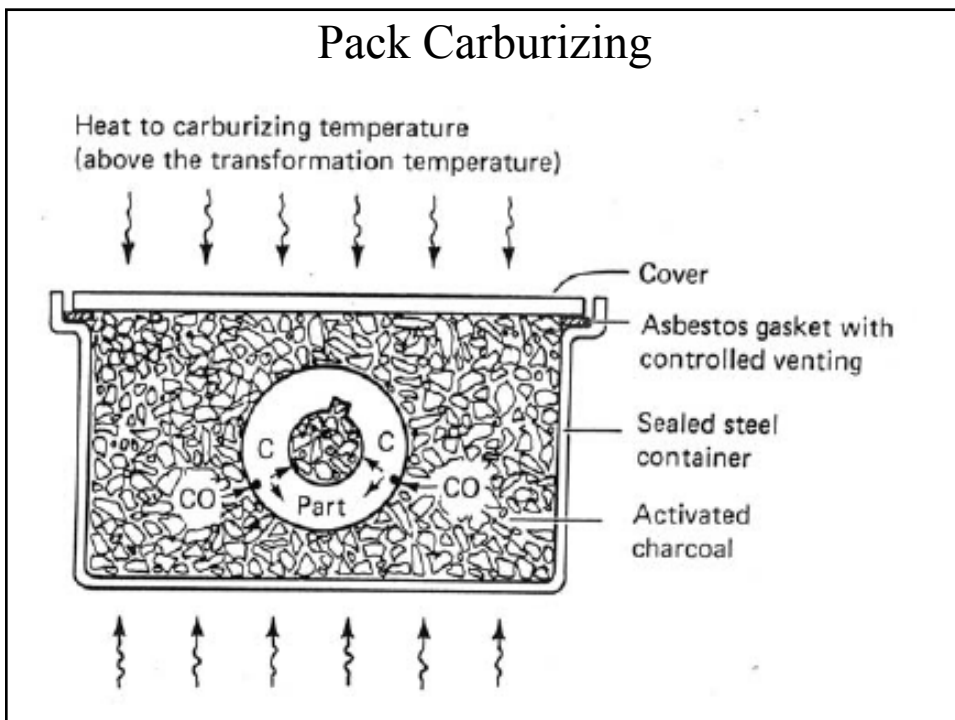 Pack Carburizing
Heat to carburizing temperature
(above the transformation temperature)
Cover
Asbestos gasket with
controlled venting
Sealed steel
container
Activated
charcoal
C
C
CO
Part
CO